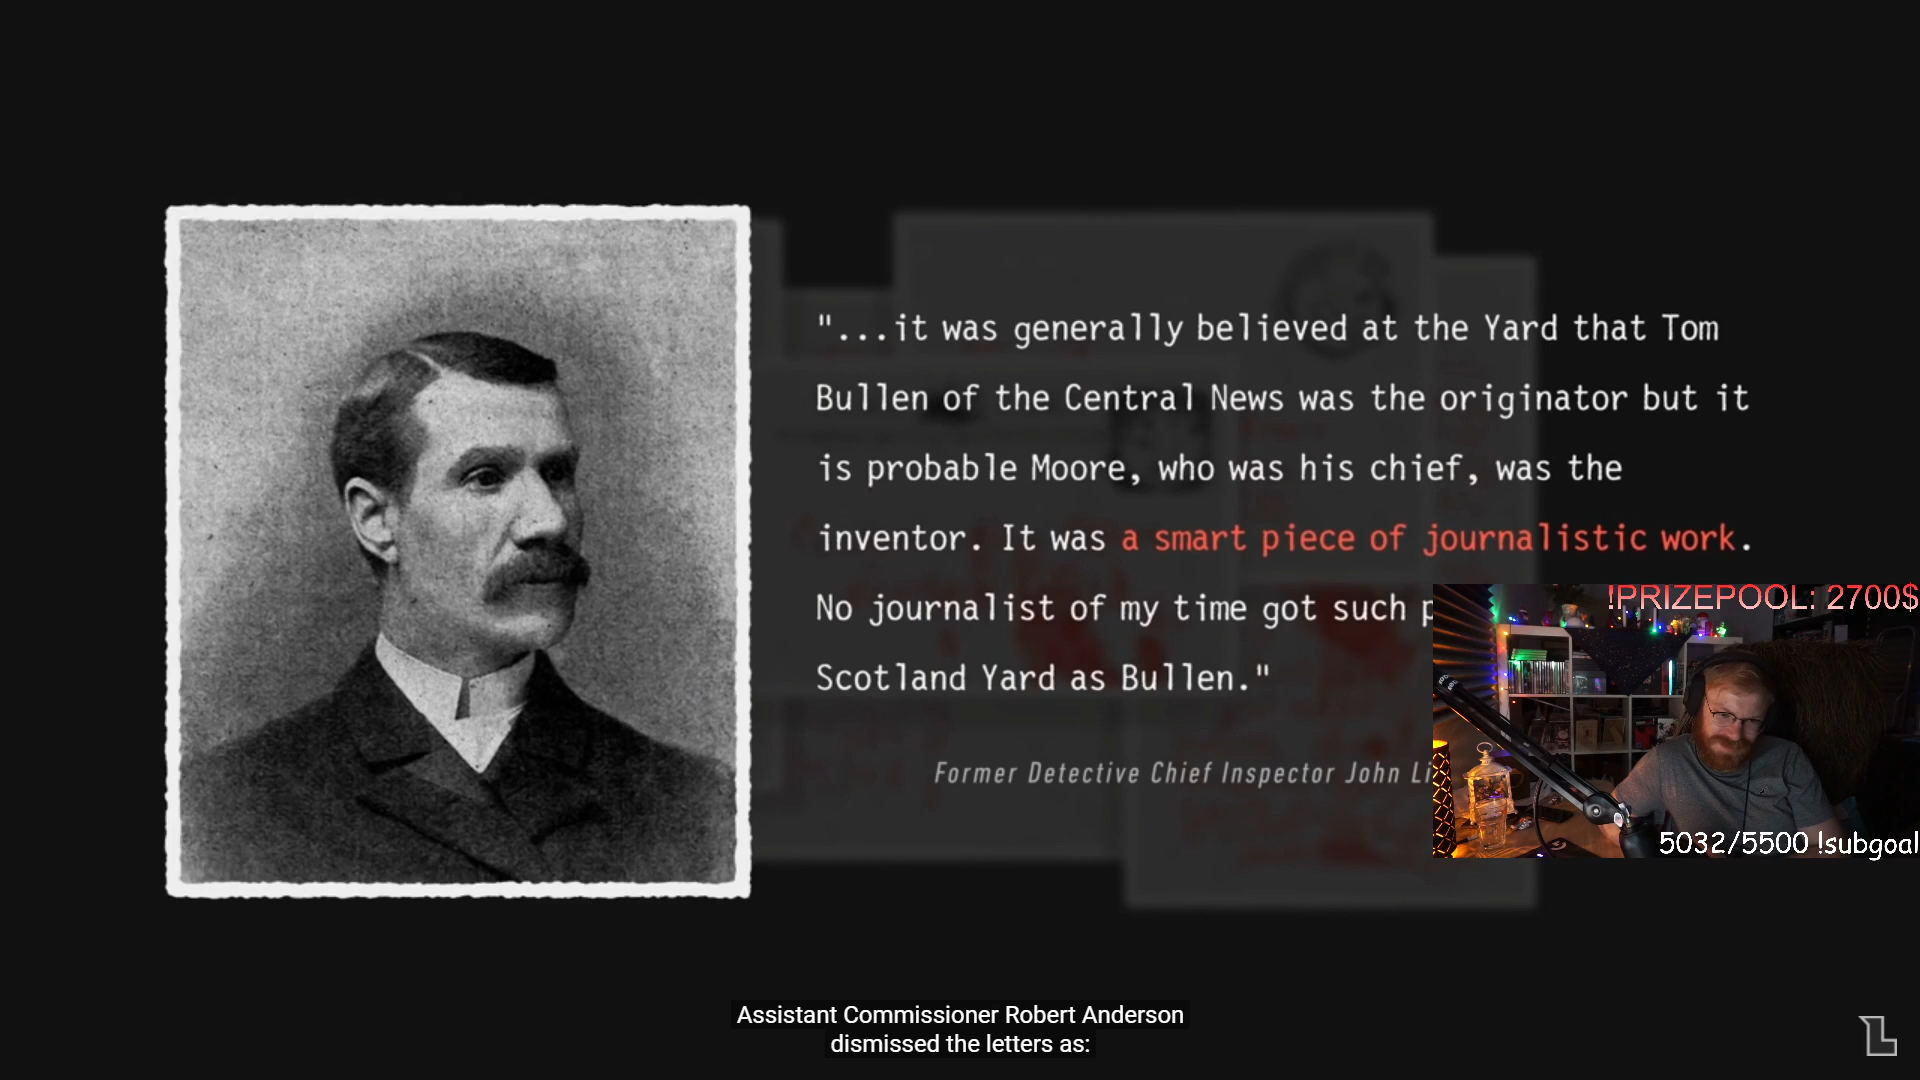 "...it was generally believed at the Yard that Tom
Bullen of the Central News was the originator but it
is probable Moore, who was his chief, was the
inventor. It was a smart piece of journalistic work.
No journalist of my time got such
Scotland Yard as Bullen."
Former Detective Chief Inspector John
!PRIZEPOOL: 2700$
5032/5500 !subgoal
Assistant Commissioner Robert Anderson
dismissed the letters as: